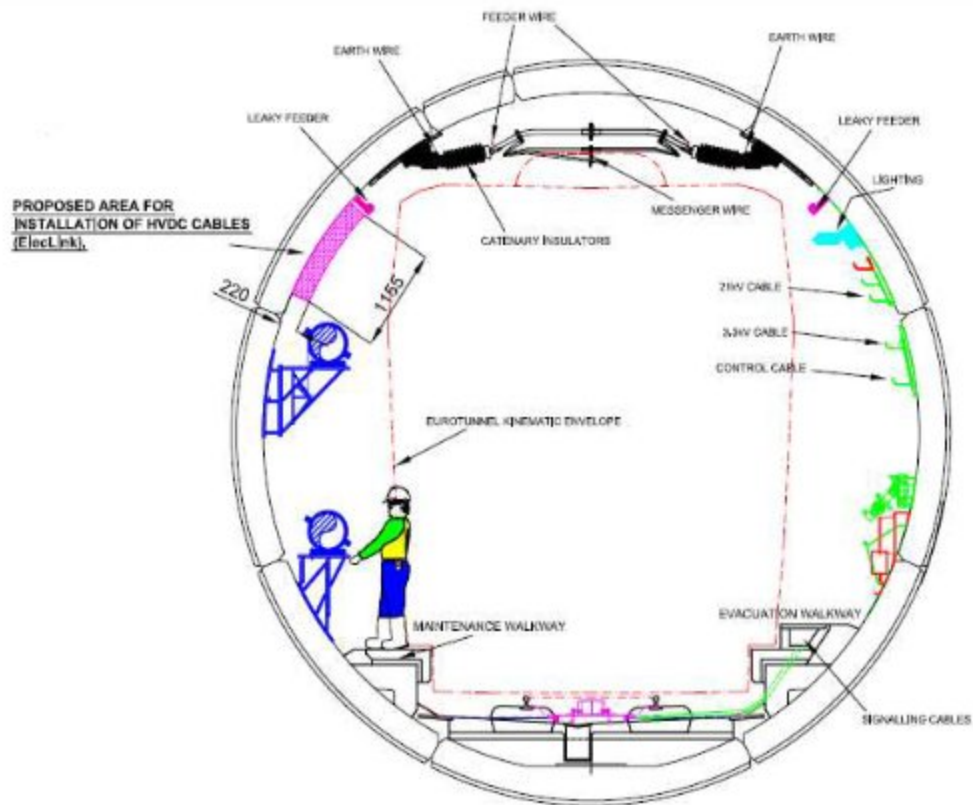 FEEDER WIRE
EARTH WIRE
EARTH WIRE
LEAKY FEEDER
LEAKY FEEDER
LIGHTING
PROPOSED AREA FOR
INSTALLATION OF HVDC CABLES
(ElecLink),
MESSENGER WIRE
CATENARY INSULATORS
220
1165
21kV CABLE
3.3kV CABLE
CONTROL CABLE
EUROTUNNEL KINEMATIC ENVELOPE
EVACUATION WALKWAY
MAINTENANCE WALKWAY
SIGNALLING CABLES